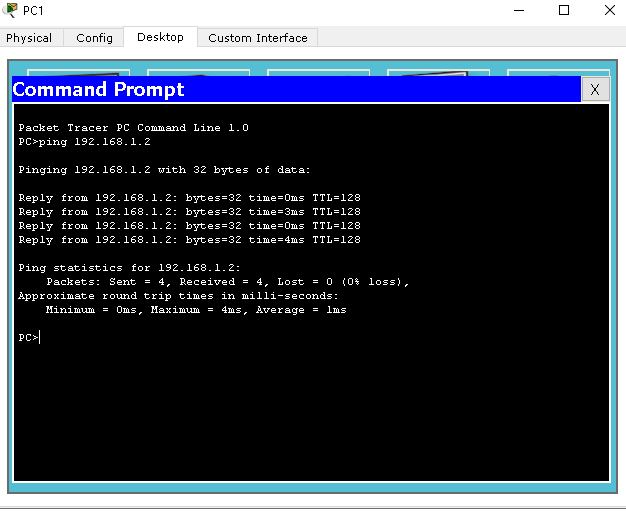 PC1
Physical Config Desktop Custom Interface
Command Prompt X
Packet Tracer PC Command Line 1.0
PC>ping 192.168.1.2
Pinging 192.168.1.2 with 32 bytes of data:
Reply from 192.168.1.2: bytes=32 time=0ms TTL=128
Reply from 192.168.1.2: bytes=32 time=3ms TTL=128
Reply from 192.168.1.2: bytes=32 time=0ms TTL=128
Reply from 192.168.1.2: bytes=32 time=4ms TTL=128
Ping statistics for 192.168.1.2:
Packets: Sent = 4, Received = 4, Lost = 0 (0% loss),
Approximate round trip times in milli-seconds:
Minimum = 0ms, Maximum = 4ms, Average = 1ms
PC>